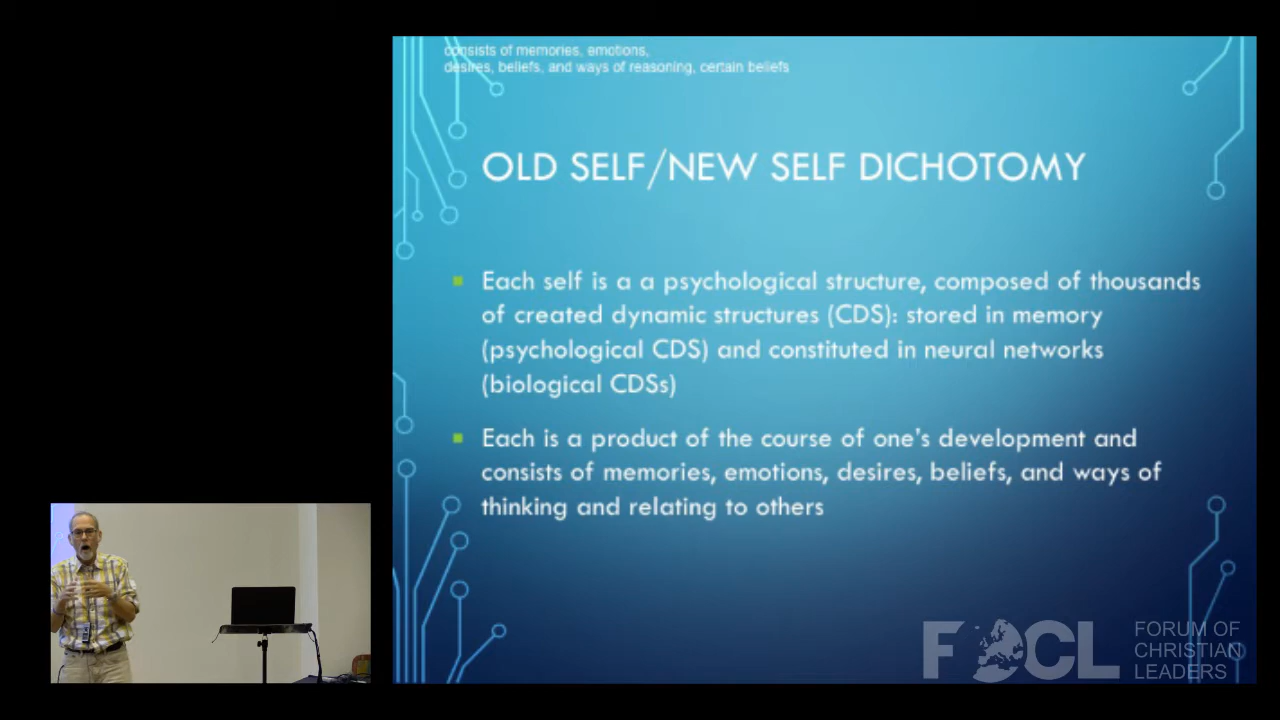 consists of memories, emotions,
desires, beliefs, and ways of reasoning, certain beliefs
OLD SELF/NEW SELF DICHOTOMY
Each self is a a psychological structure, composed of thousands
of created dynamic structures (CDS): stored in memory
(psychological CDS) and constituted in neural networks
(biological CDSs)
Each is a product of the course of one's development and
consists of memories, emotions, desires, beliefs, and ways of
thinking and relating to others
FOCL
FORUM OF
CHRISTIAN
LEADERS